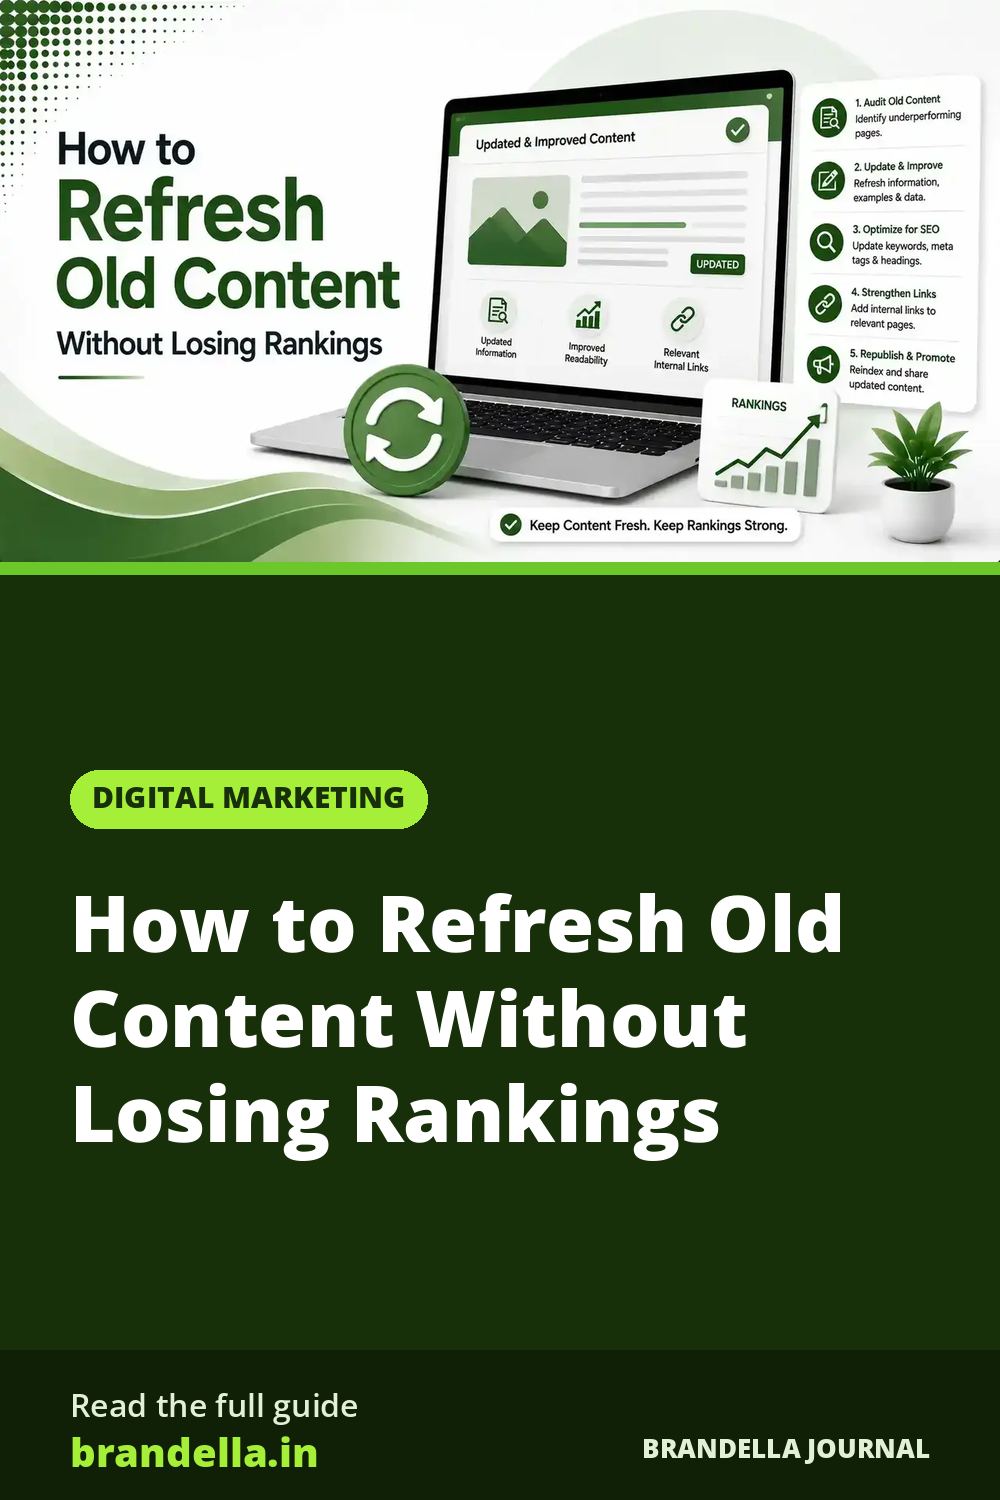 How to
Refresh
Old Content
Without Losing Rankings
Updated & Improved Content
UPDATED
Updated
Information
Improved
Readability
Relevant
Internal Links
1. Audit Old Content
Identify underperforming
pages.
2. Update & Improve
Refresh information,
examples & data.
3. Optimize for SEO
Update keywords, meta
tags & headings.
4. Strengthen Links
Add internal links to
relevant pages.
5. Republish & Promote
Reindex and share
updated content.
RANKINGS
Keep Content Fresh. Keep Rankings Strong.
DIGITAL MARKETING
How to Refresh Old
Content Without
Losing Rankings
Read the full guide
brandella.in
BRANDELLA JOURNAL